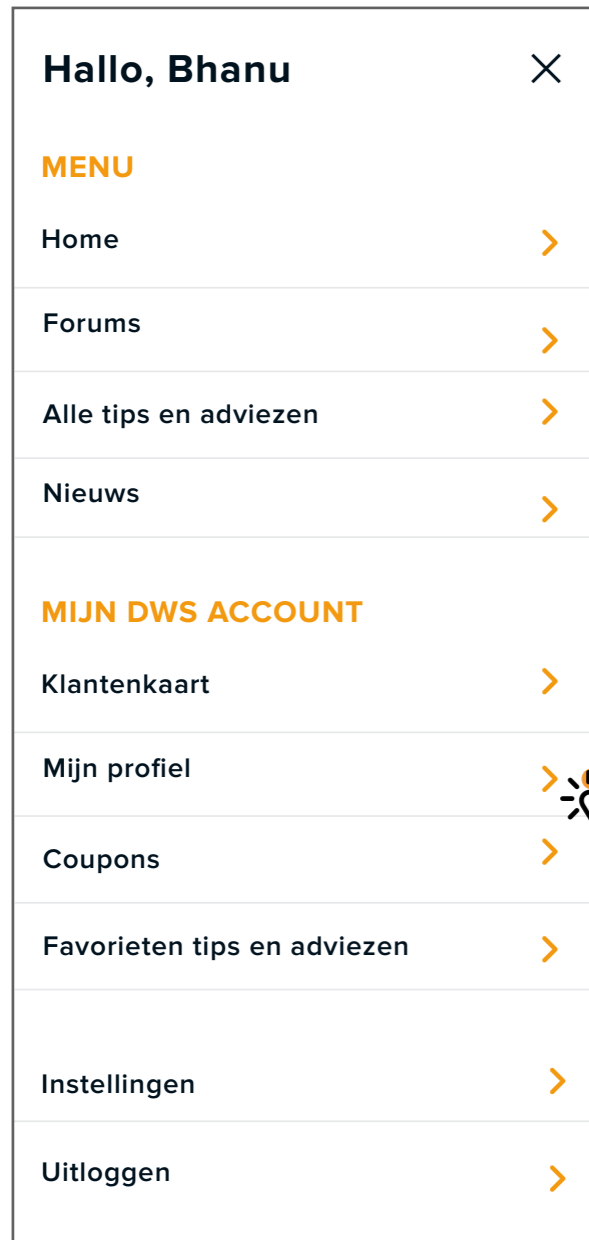 Hallo, Bhanu
MENU
Home
Forums
Alle tips en adviezen
Nieuws
MIJN DWS ACCOUNT
Klantenkaart
Mijn profiel
Coupons
Favorieten tips en adviezen
Instellingen
Uitloggen